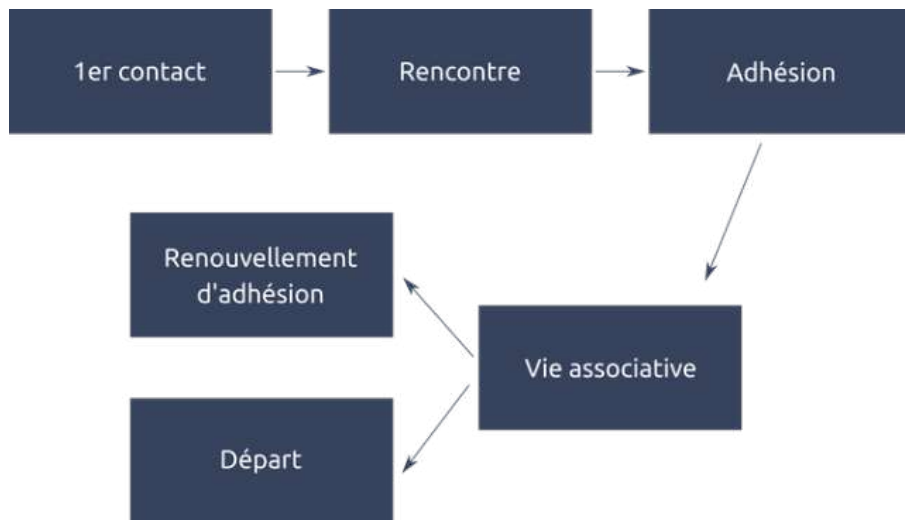 1er contact
Rencontre
Adhésion
Renouvellement
d'adhésion
Vie associative
Départ